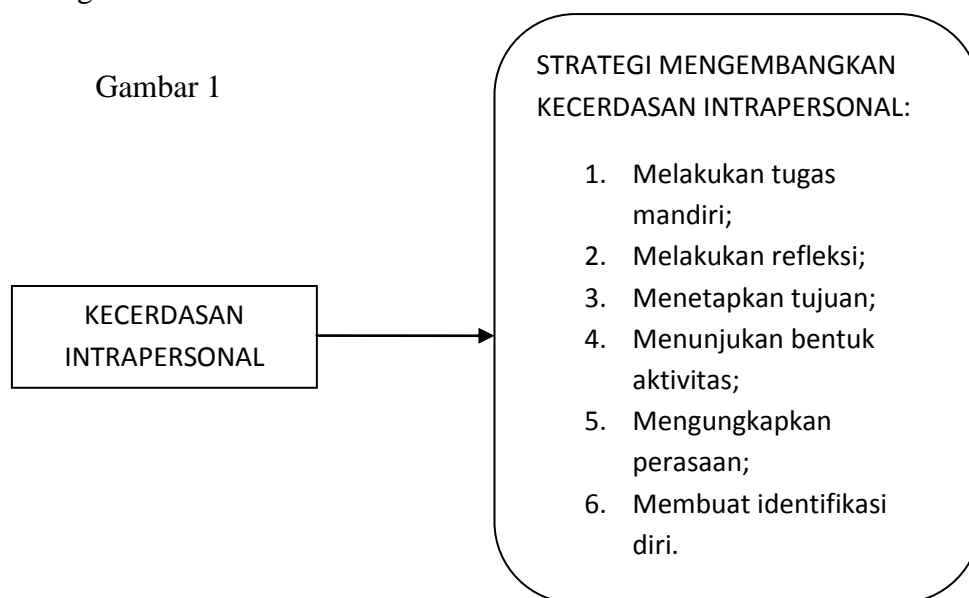 Gambar 1
STRATEGI MENGEMBANGKAN
KECERDASAN INTRAPERSONAL:
1. Melakukan tugas
mandiri;
2. Melakukan refleksi;
3. Menetapkan tujuan;
4. Menunjukan bentuk
aktivitas;
5. Mengungkapkan
perasaan;
6. Membuat identifikasi
diri.
KECERDASAN
INTRAPERSONAL